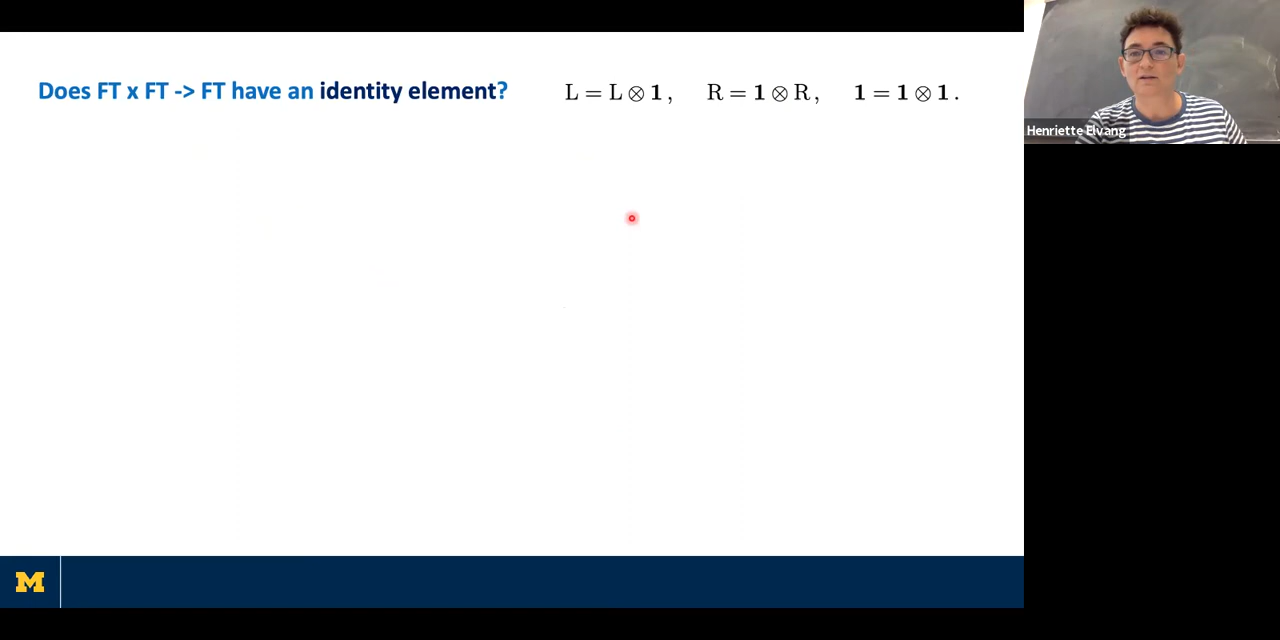 Does FT x FT -> FT have an identity element? L = L ⊗ 1 , R = 1 ⊗ R , 1 = 1 ⊗ 1 .
Henriette Elvang
M